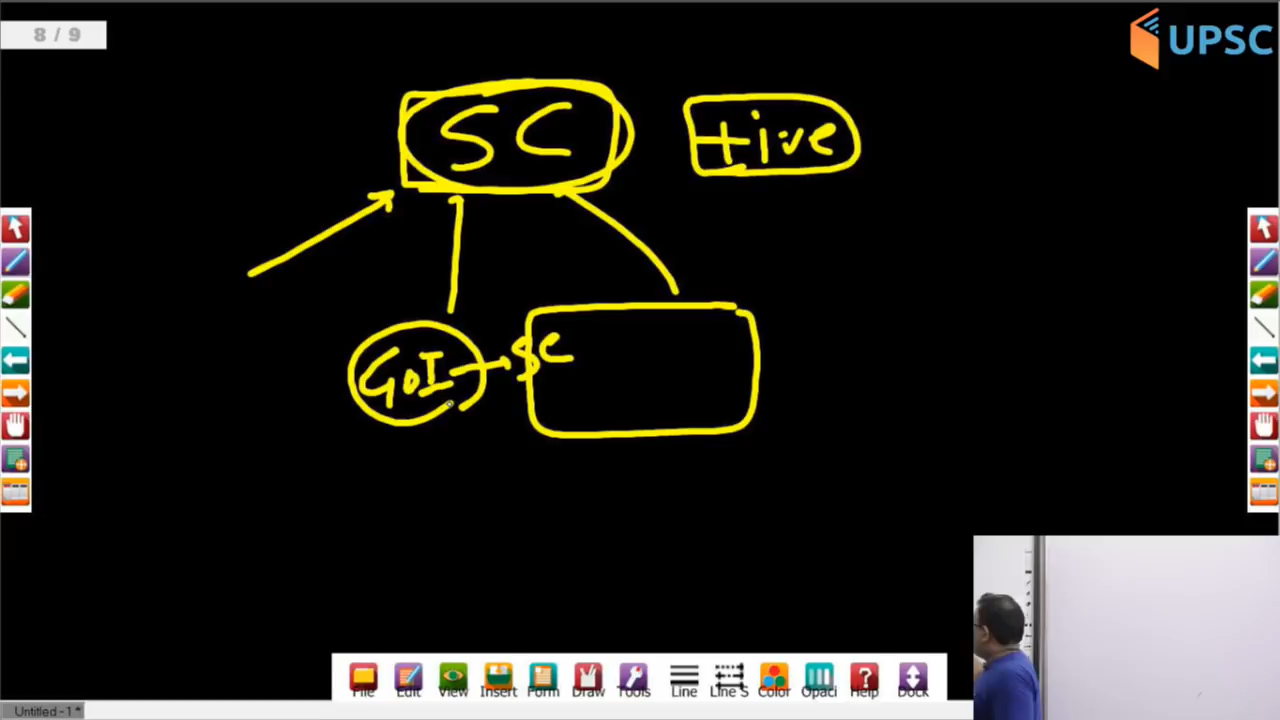 8 / 9
UPSC
SC
+ive
GOI
SC
File Edit View Insert Form Draw Tools Line Line S Color Opaci Help Dock
Untitled - 1 *